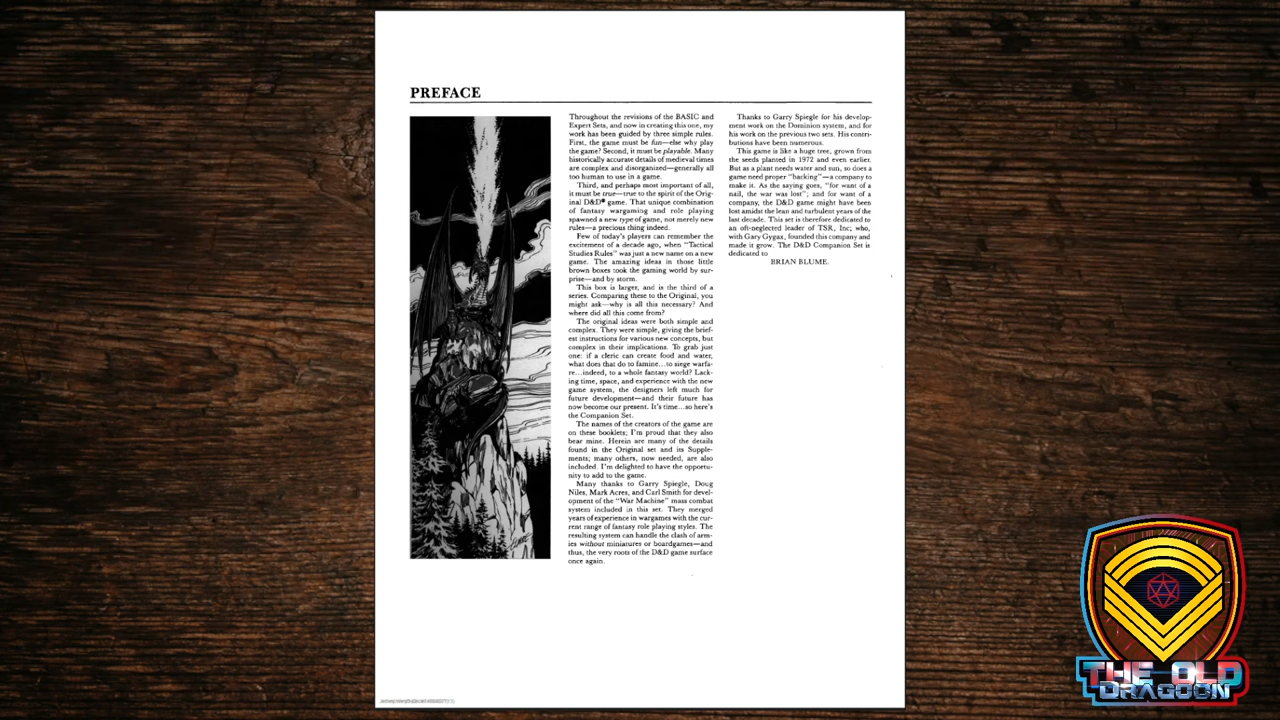 PREFACE
Throughout the revisions of the BASIC and
Expert Sets, and now in creating this one, my
work has been guided by three simple rules.
First, the game must be fun—else why play
the game? Second, it must be playable. Many
historically accurate details of medieval times
are complex and disorganized—generally all
too human to use in a game.
Third, and perhaps most important of all,
it must be true—true to the spirit of the Orig-
inal D&D® game. That unique combination
of fantasy wargaming and role playing
spawned a new type of game, not merely new
rules—a precious thing indeed.
Few of today's players can remember the
excitement of a decade ago, when "Tactical
Studies Rules" was just a new name on a new
game. The amazing ideas in those little
brown boxes took the gaming world by sur-
prise—and by storm.
This box is larger, and is the third of a
series. Comparing these to the Original, you
might ask—why is all this necessary? And
where did all this come from?
The original ideas were both simple and
complex. They were simple, giving the brief-
est instructions for various new concepts, but
complex in their implications. To grab just
one: if a cleric can create food and water,
what does that do to famine...to siege warfa-
re...indeed, to a whole fantasy world? Lack-
ing time, space, and experience with the new
game system, the designers left much for
future development—and their future has
now become our present. It's time...so here's
the Companion Set.
The names of the creators of the game are
on these booklets; I'm proud that they also
bear mine. Herein are many of the details
found in the Original set and its Supple-
ments; many others, now needed, are also
included. I'm delighted to have the opportu-
nity to add to the game.
Many thanks to Garry Spiegle, Doug
Niles, Mark Acres, and Carl Smith for devel-
opment of the "War Machine" mass combat
system included in this set. They merged
years of experience in wargames with the cur-
rent range of fantasy role playing styles. The
resulting system can handle the clash of arm-
ies without miniatures or boardgames—and
thus, the very roots of the D&D game surface
once again.
Thanks to Garry Spiegle for his develop-
ment work on the Dominion system, and for
his work on the previous two sets. His contri-
butions have been numerous.
This game is like a huge tree, grown from
the seeds planted in 1972 and even earlier.
But as a plant needs water and sun, so does a
game need proper "backing"—a company to
make it. As the saying goes, "for want of a
nail, the war was lost"; and for want of a
company, the D&D game might have been
lost amidst the lean and turbulent years of the
last decade. This set is therefore dedicated to
an oft-neglected leader of TSR, Inc; who,
with Gary Gygax, founded this company and
made it grow. The D&D Companion Set is
dedicated to
BRIAN BLUME.
THE OLD
DRAGOON